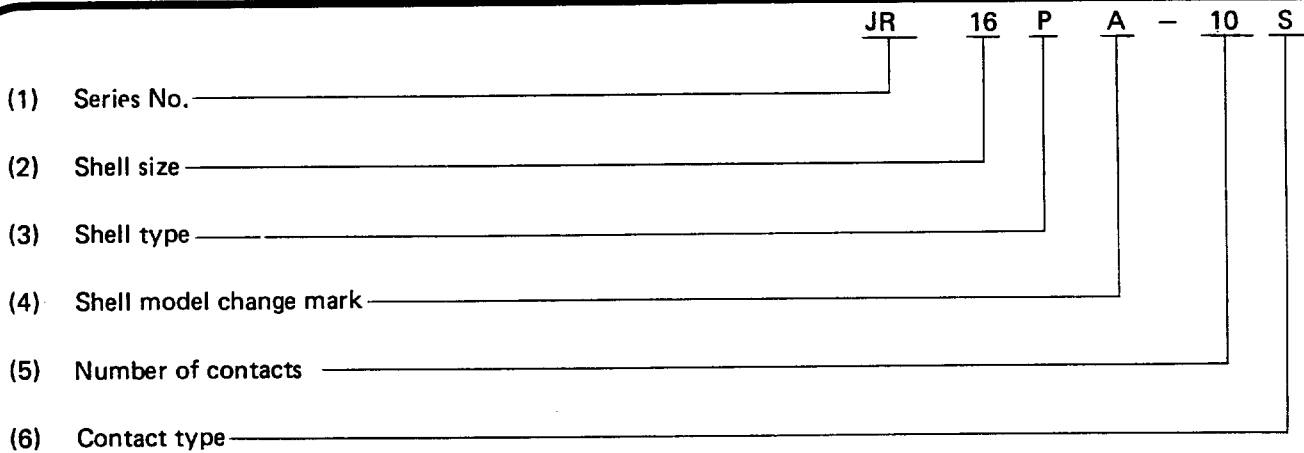 JR 16 P A – 10 S
(1) Series No.
(2) Shell size
(3) Shell type
(4) Shell model change mark
(5) Number of contacts
(6) Contact type